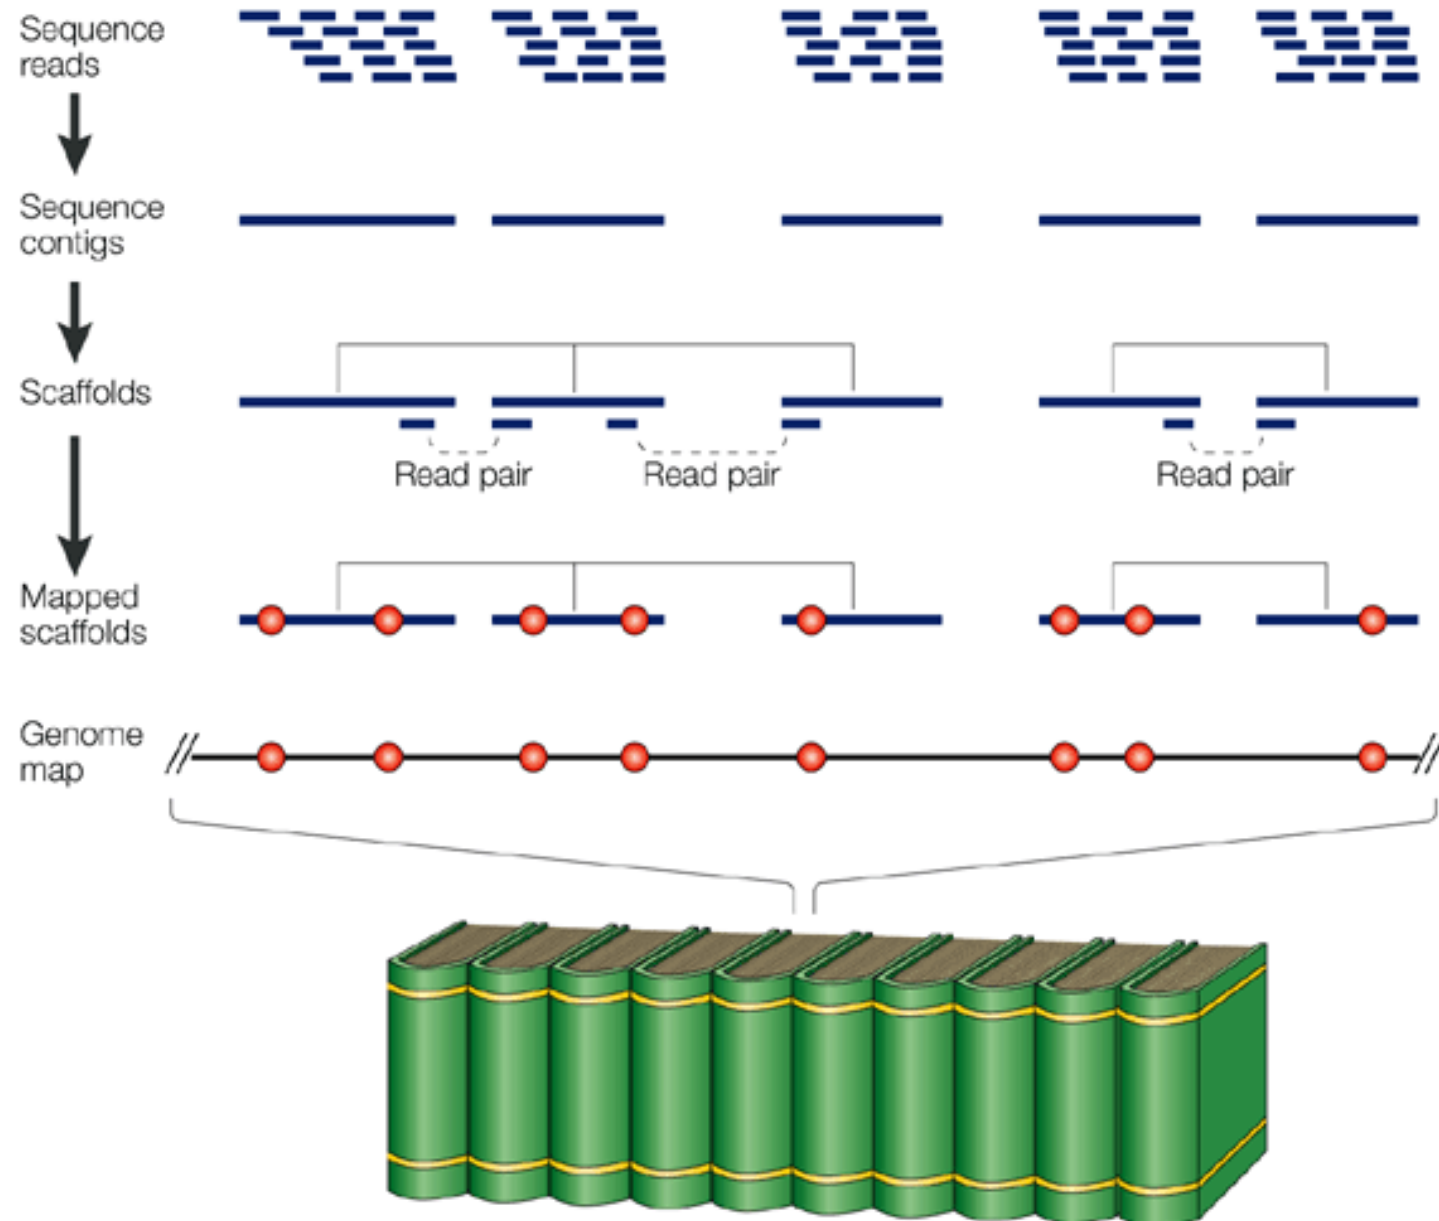 Sequence
reads
Sequence
contigs
Scaffolds
Read pair
Read pair
Read pair
Mapped
scaffolds
Genome
map